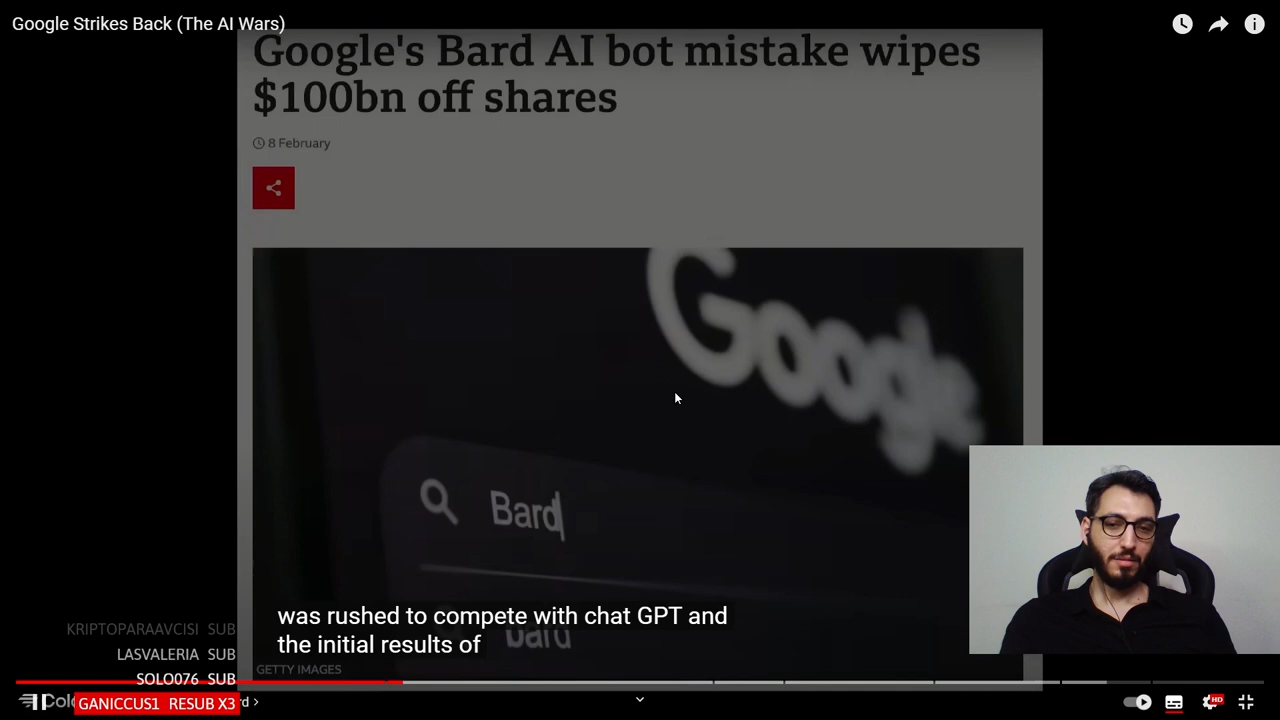 Google Strikes Back (The AI Wars)
Google's Bard AI bot mistake wipes
$100bn off shares
8 February
Google
Bard
bard
was rushed to compete with chat GPT and
the initial results of
GETTY IMAGES
KRIPTOPARAAVCISI SUB
LASVALERIA SUB
SOLO076 SUB
GANICCUS1 RESUB X3
HD